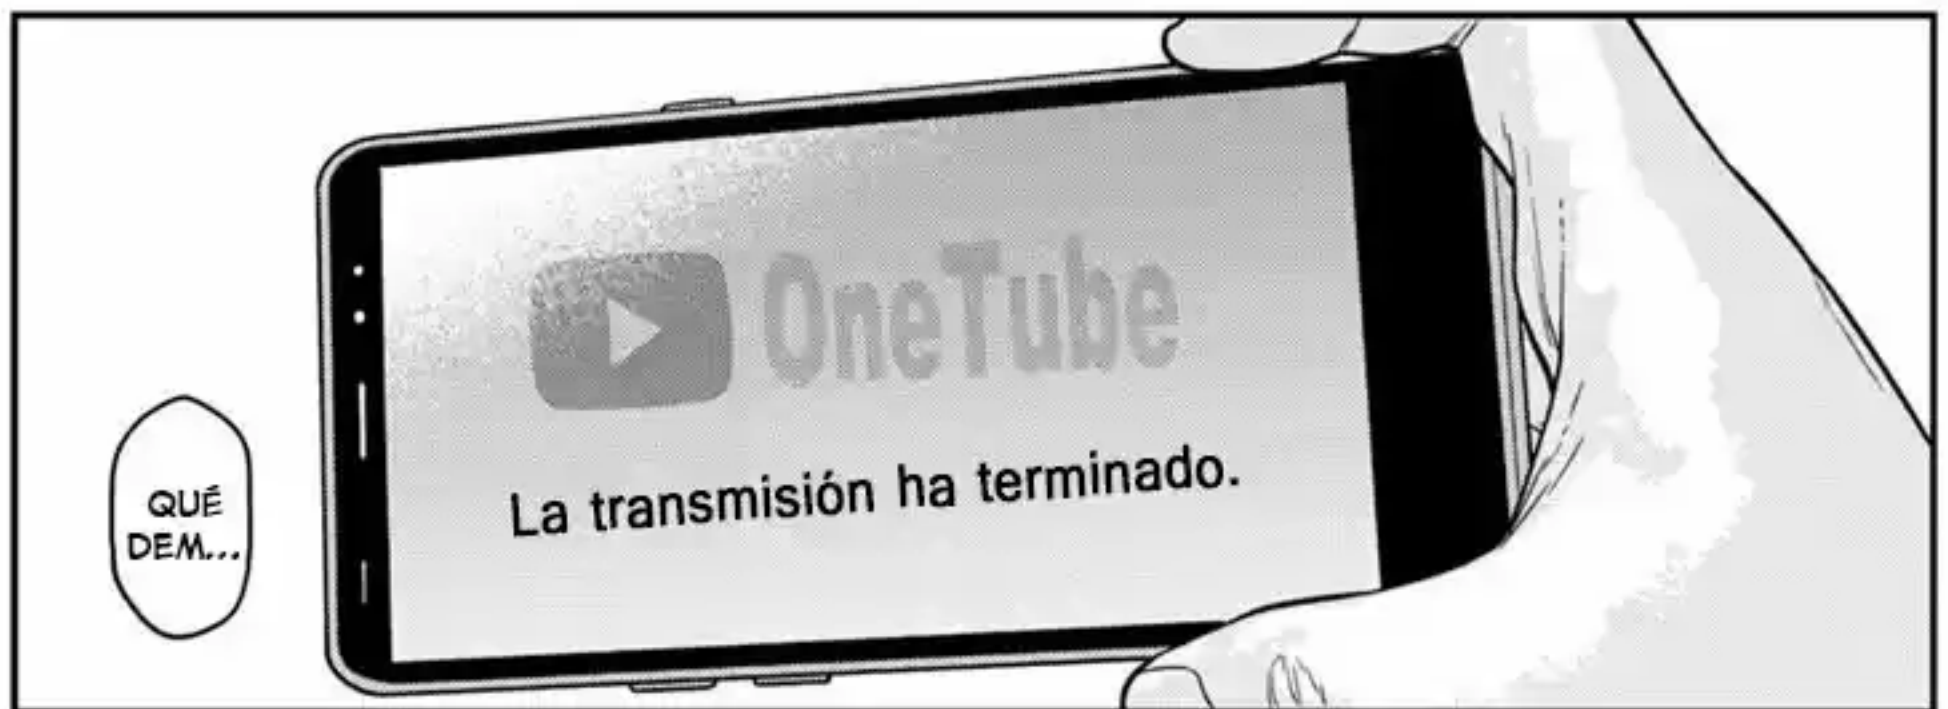 OneTube
La transmisión ha terminado.
QUÉ
DEM...